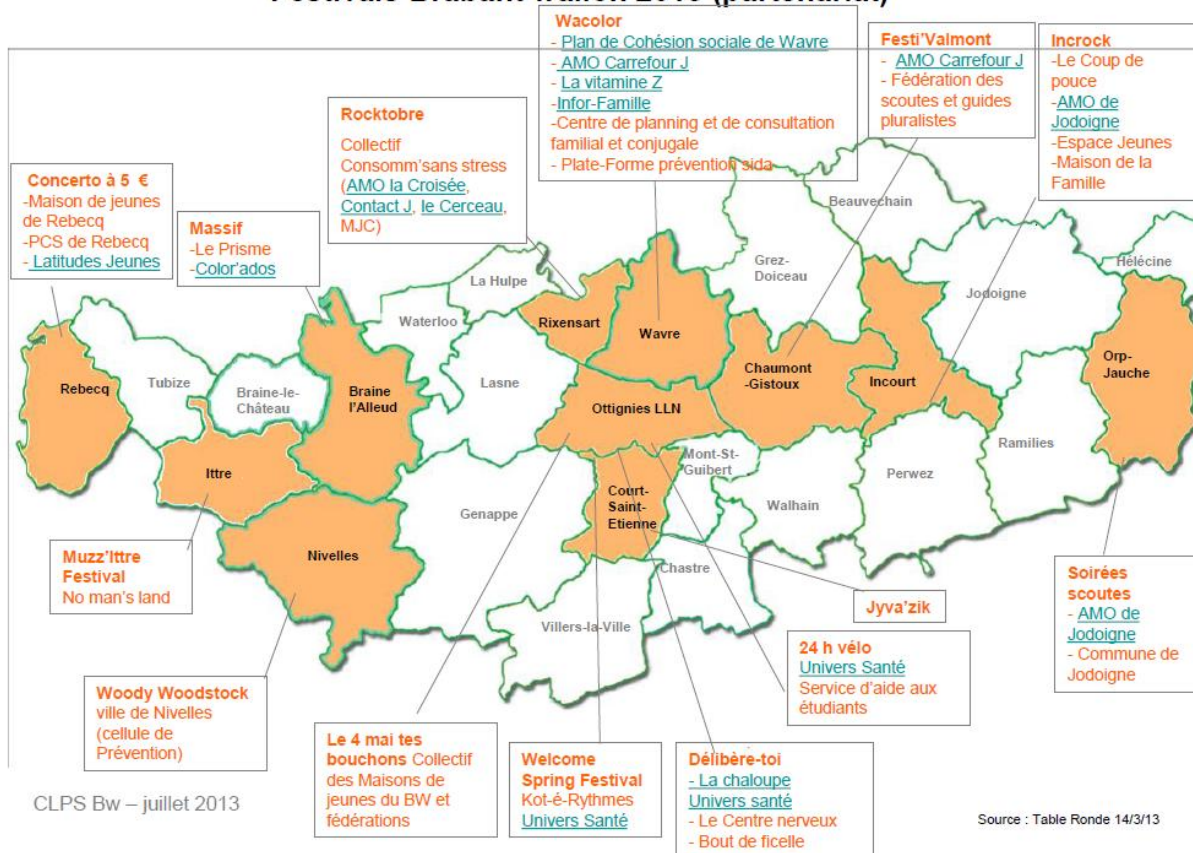 Festivals Brabant wallon 2013 (partenariat)
Wacolor
- Plan de Cohésion sociale de Wavre
- AMO Carrefour J
- La vitamine Z
-Infor-Famille
-Centre de planning et de consultation
familial et conjugale
- Plate-Forme prévention sida
Festi'Valmont
- AMO Carrefour J
- Fédération des
scoutes et guides
pluralistes
Incrock
-Le Coup de
pouce
-AMO de
Jodoigne
-Espace Jeunes
-Maison de la
Famille
Rocktobre
Collectif
Consomm'sans stress
(AMO la Croisée,
Contact J, le Cerceau,
MJC)
Concerto à 5 €
-Maison de jeunes
de Rebecq
-PCS de Rebecq
- Latitudes Jeunes
Massif
-Le Prisme
-Color'ados
Beauvechain
Grez-
Doiceau
Hélécine
La Hulpe
Jodoigne
Waterloo
Rixensart
Wavre
Rebecq
Tubize
Braine-le-
Château
Braine
l'Alleud
Lasne
Chaumont
-Gistoux
Incourt
Orp-
Jauche
Ottignies LLN
Ittre
Mont-St-
Guibert
Ramilies
Perwez
Court-
Saint-
Etienne
Walhain
Genappe
Nivelles
Chastre
Villers-la-Ville
Muzz'Ittre
Festival
No man's land
Jyva'zik
Soirées
scoutes
- AMO de
Jodoigne
- Commune de
Jodoigne
24 h vélo
Univers Santé
Service d'aide aux
étudiants
Woody Woodstock
ville de Nivelles
(cellule de
Prévention)
Le 4 mai tes
bouchons Collectif
des Maisons de
jeunes du BW et
fédérations
Welcome
Spring Festival
Kot-é-Rythmes
Univers Santé
Délibère-toi
- La chaloupe
Univers santé
- Le Centre nerveux
- Bout de ficelle
CLPS Bw – juillet 2013
Source : Table Ronde 14/3/13